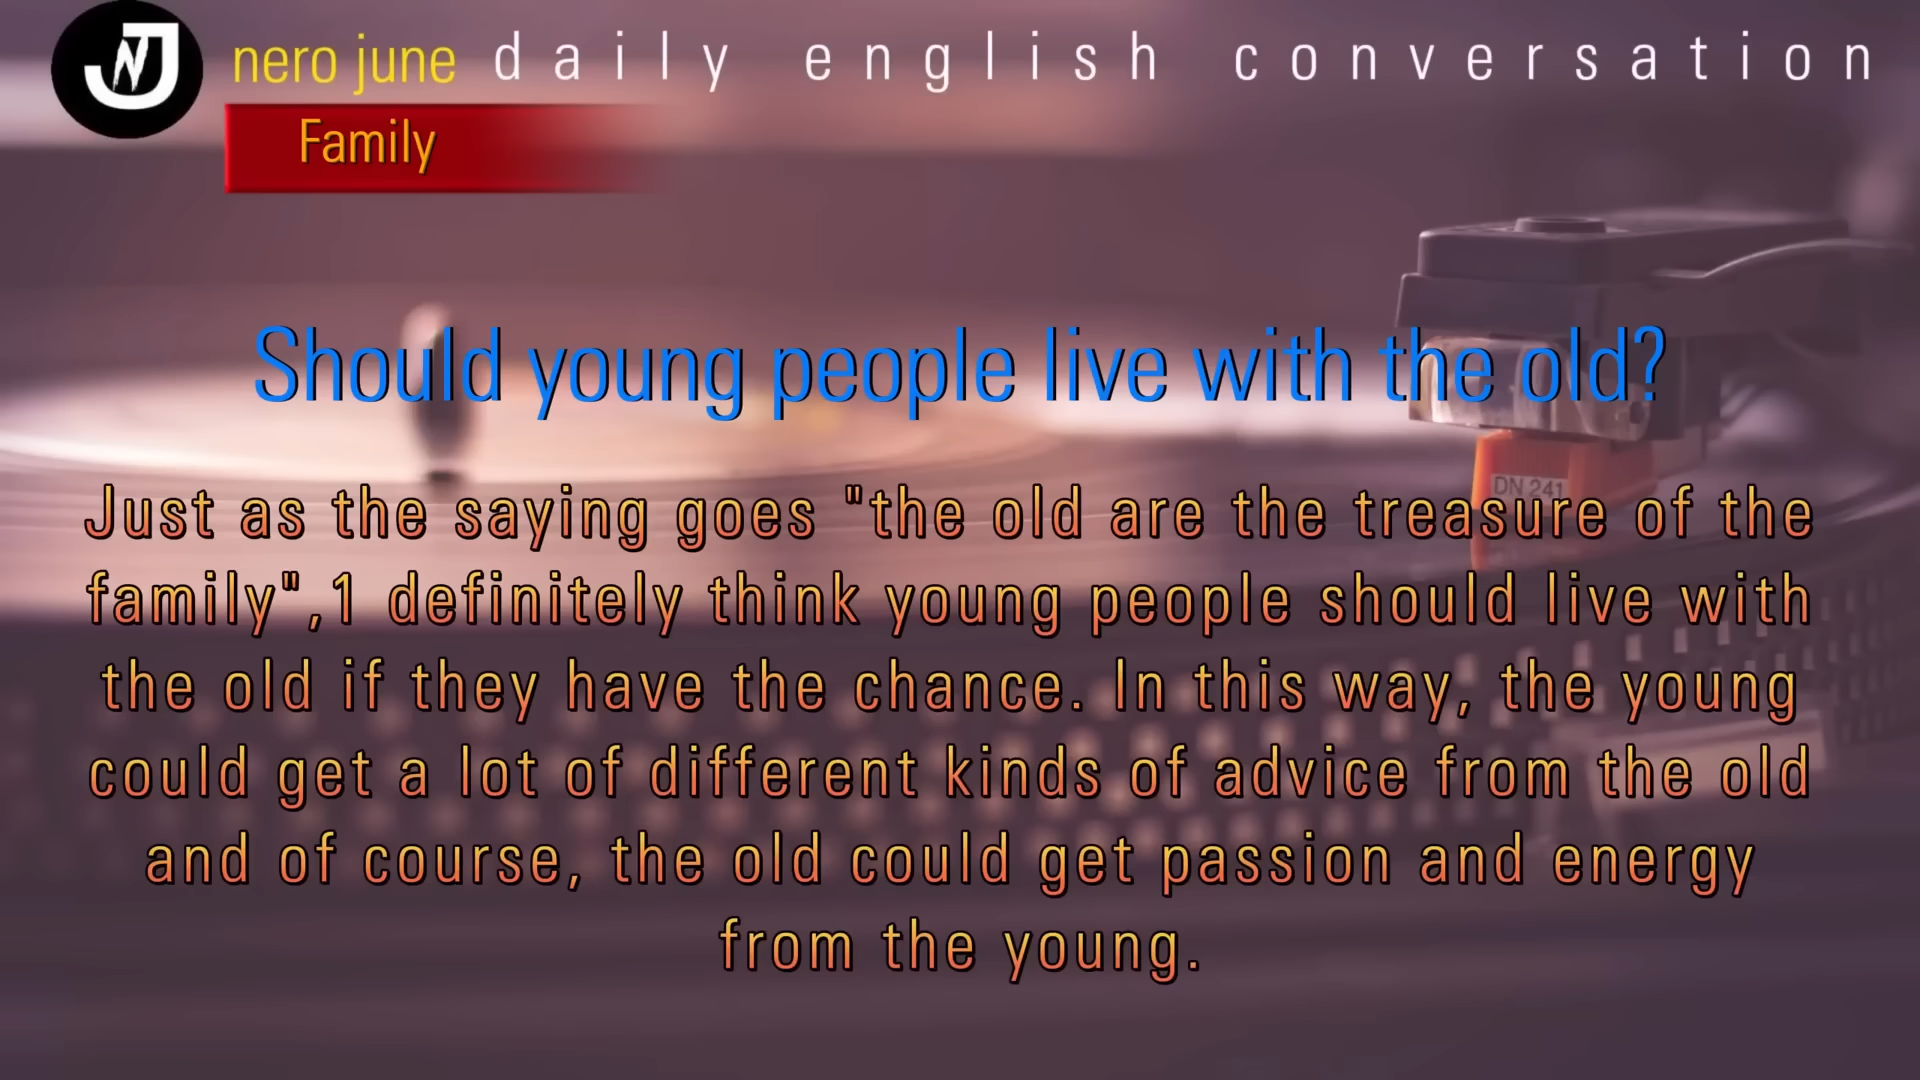 NJ
nero june daily english conversation
Family
Should young people live with the old?
DN 241
Just as the saying goes "the old are the treasure of the
family",1 definitely think young people should live with
the old if they have the chance. In this way, the young
could get a lot of different kinds of advice from the old
and of course, the old could get passion and energy
from the young.